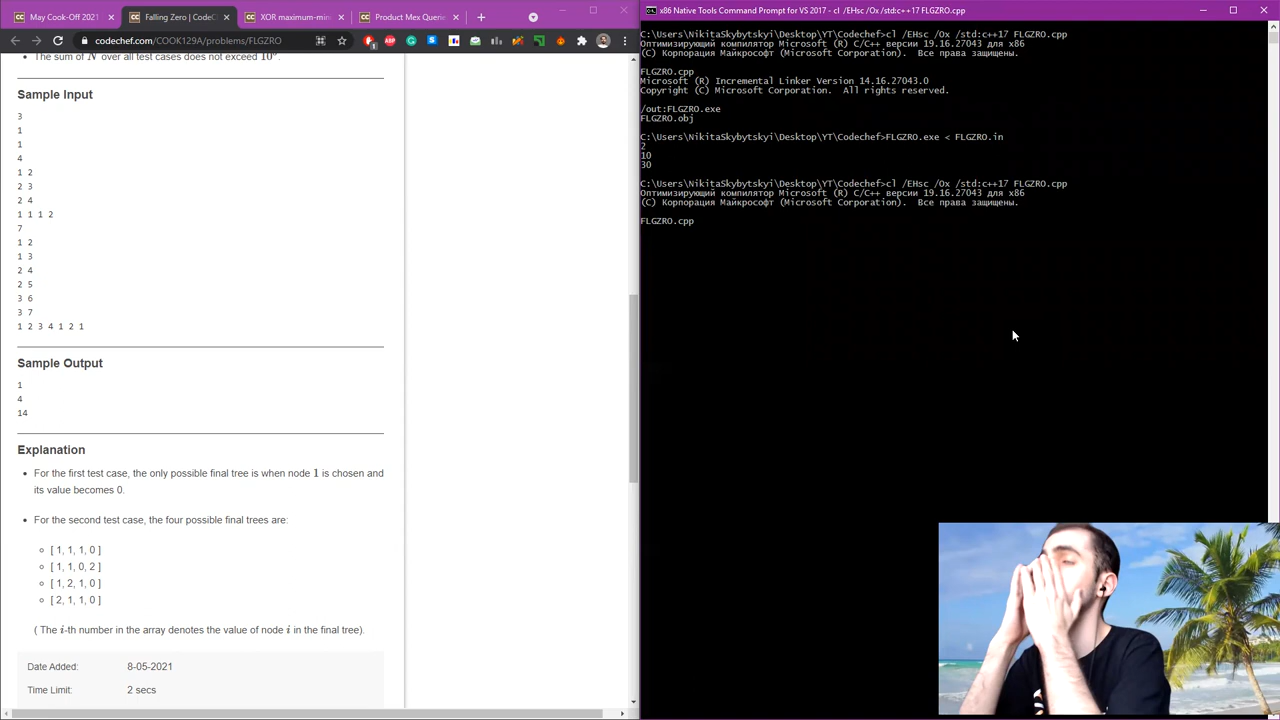 May Cook-Off 2021
Falling Zero | CodeC
XOR maximum-min
Product Mex Querie
codechef.com/COOK129A/problems/FLGZRO
The sum of N over all test cases does not exceed
Sample Input
3
1
1
4
1 2
2 3
2 4
1 1 1 2
7
1 2
1 3
2 4
2 5
3 6
3 7
1 2 3 4 1 2 1
Sample Output
1
4
14
Explanation
For the first test case, the only possible final tree is when node 1 is chosen and
its value becomes 0.
For the second test case, the four possible final trees are:
[ 1, 1, 1, 0 ]
[ 1, 1, 0, 2 ]
[ 1, 2, 1, 0 ]
[ 2, 1, 1, 0 ]
( The i-th number in the array denotes the value of node i in the final tree).
Date Added: 8-05-2021
Time Limit: 2 secs
x86 Native Tools Command Prompt for VS 2017 - cl /EHsc /Ox /std:c++17 FLGZRO.cpp
C:\Users\NikitaSkybytskyi\Desktop\YT\Codechef>cl /EHsc /Ox /std:c++17 FLGZRO.cpp
Оптимизирующий компилятор Microsoft (R) C/C++ версии 19.16.27043 для x86
(C) Корпорация Майкрософт (Microsoft Corporation). Все права защищены.
FLGZRO.cpp
Microsoft (R) Incremental Linker Version 14.16.27043.0
Copyright (C) Microsoft Corporation. All rights reserved.
/out:FLGZRO.exe
FLGZRO.obj
C:\Users\NikitaSkybytskyi\Desktop\YT\Codechef>FLGZRO.exe < FLGZRO.in
2
10
30
C:\Users\NikitaSkybytskyi\Desktop\YT\Codechef>cl /EHsc /Ox /std:c++17 FLGZRO.cpp
Оптимизирующий компилятор Microsoft (R) C/C++ версии 19.16.27043 для x86
(C) Корпорация Майкрософт (Microsoft Corporation). Все права защищены.
FLGZRO.cpp